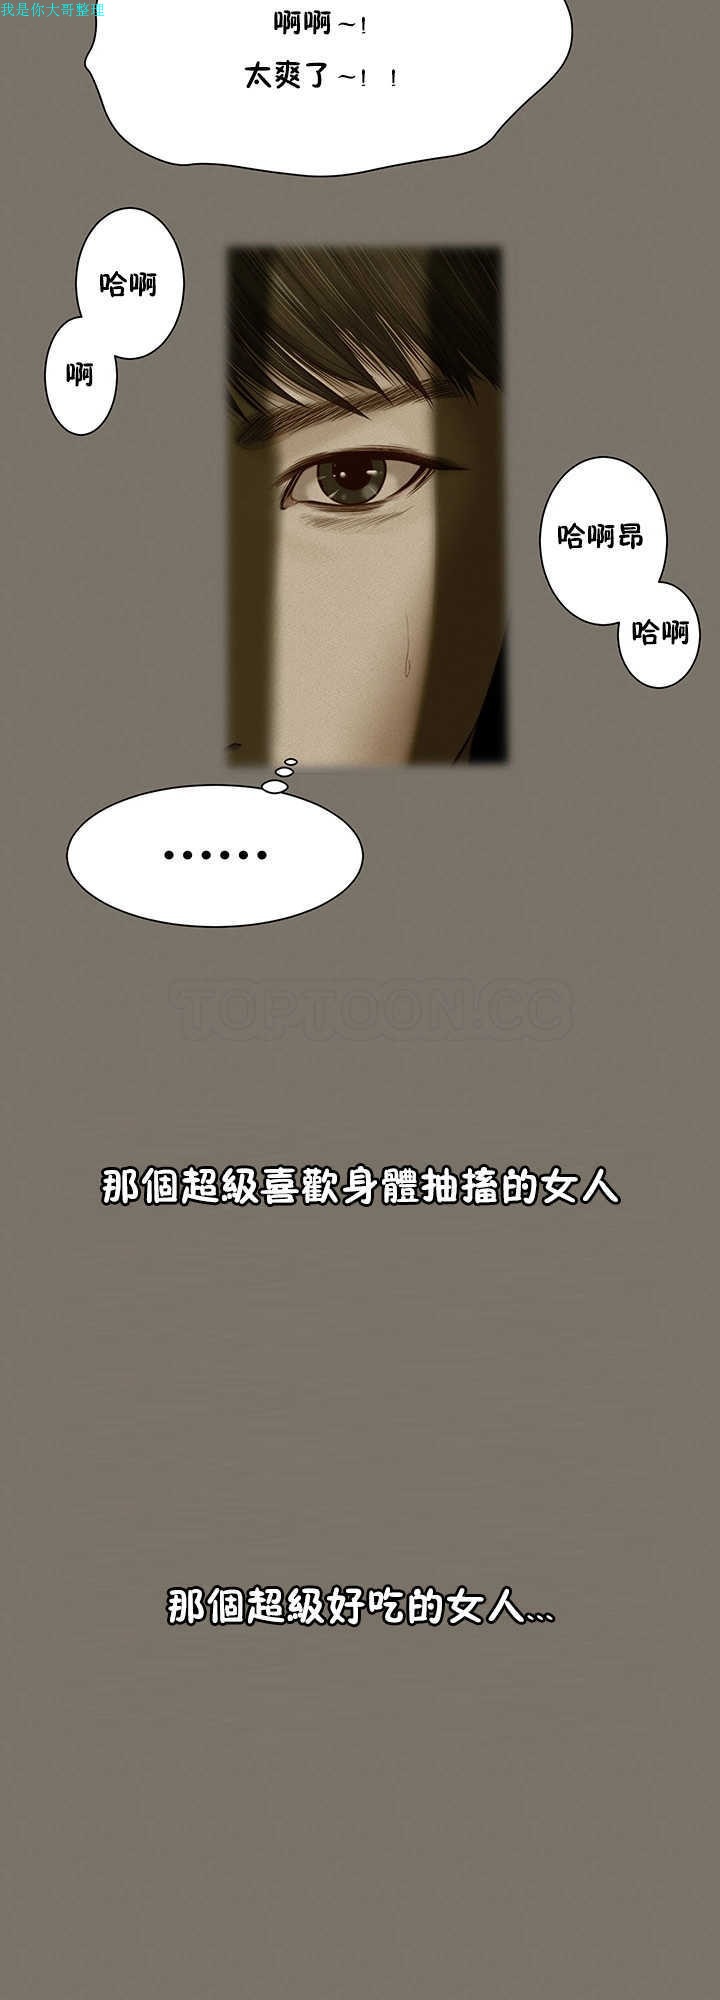 我是你大哥整理
啊啊~!
太爽了~!!
哈啊
啊
哈啊昂
哈啊
••••••
TOPTOON.CC
那個超級喜歡身體抽搐的女人
那個超級好吃的女人...